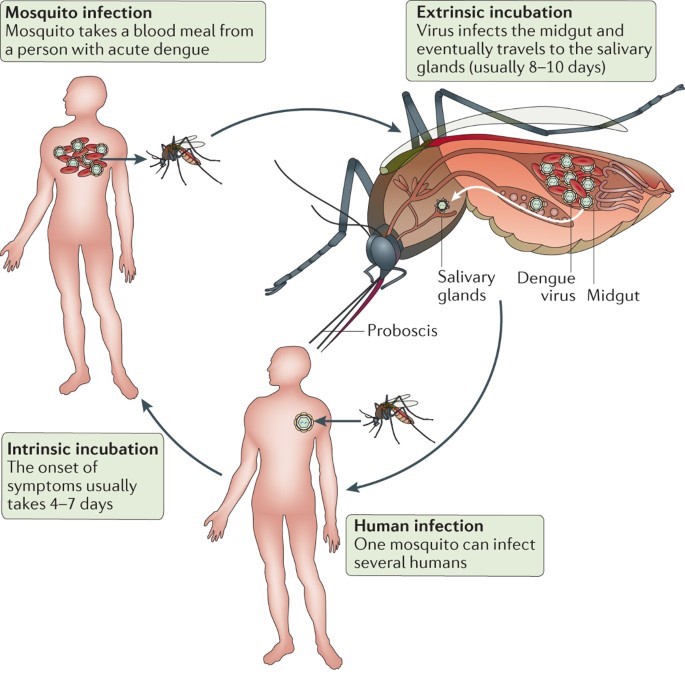 Mosquito infection
Mosquito takes a blood meal from
a person with acute dengue
Extrinsic incubation
Virus infects the midgut and
eventually travels to the salivary
glands (usually 8–10 days)
Salivary
glands
Dengue
virus
Midgut
Proboscis
Intrinsic incubation
The onset of
symptoms usually
takes 4–7 days
Human infection
One mosquito can infect
several humans